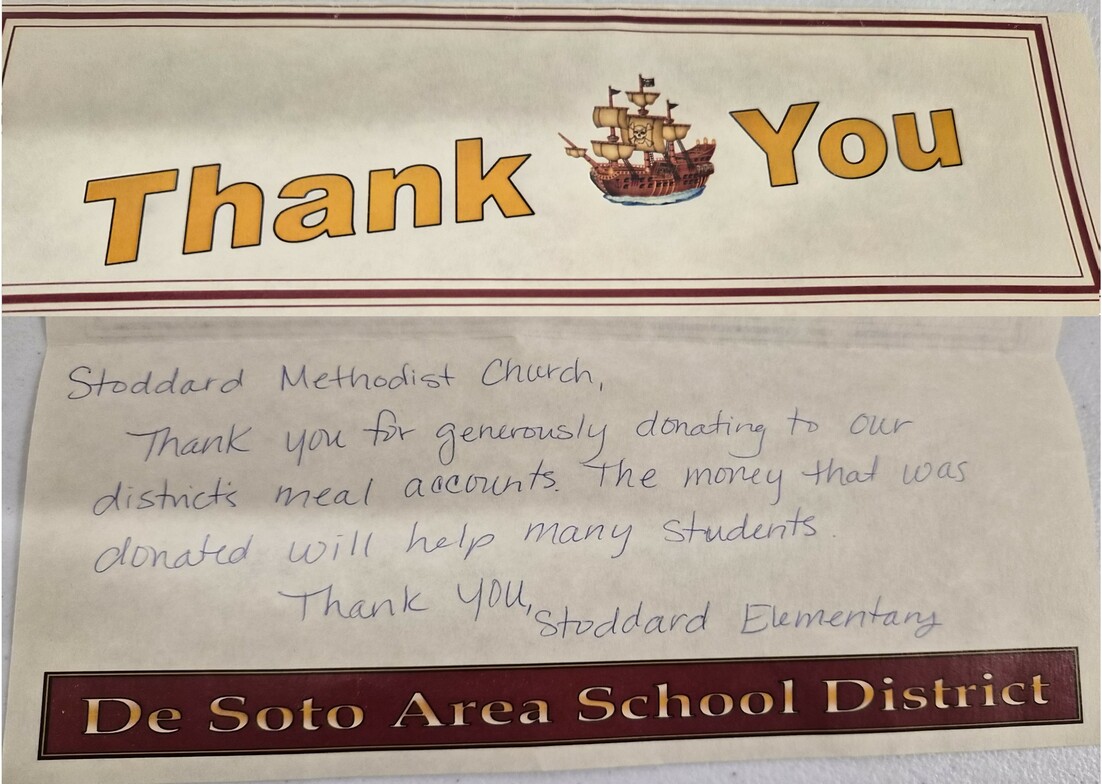 Thank You
Stoddard Methodist Church,
Thank you for generously donating to our
district's meal accounts. The money that was
donated will help many students.
Thank you,
Stoddard Elementary
De Soto Area School District